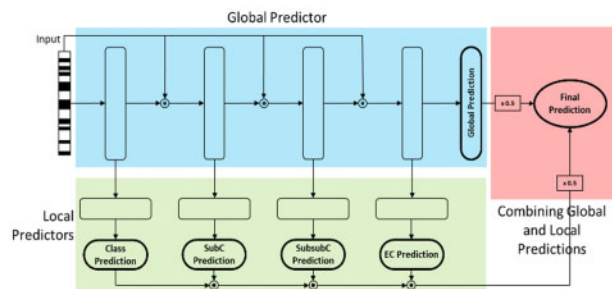 Global Predictor
Input
Global Prediction
x 0.5
Final
Prediction
x 0.5
Local
Predictors
Class
Prediction
SubC
Prediction
SubsubC
Prediction
EC Prediction
Combining Global
and Local
Predictions